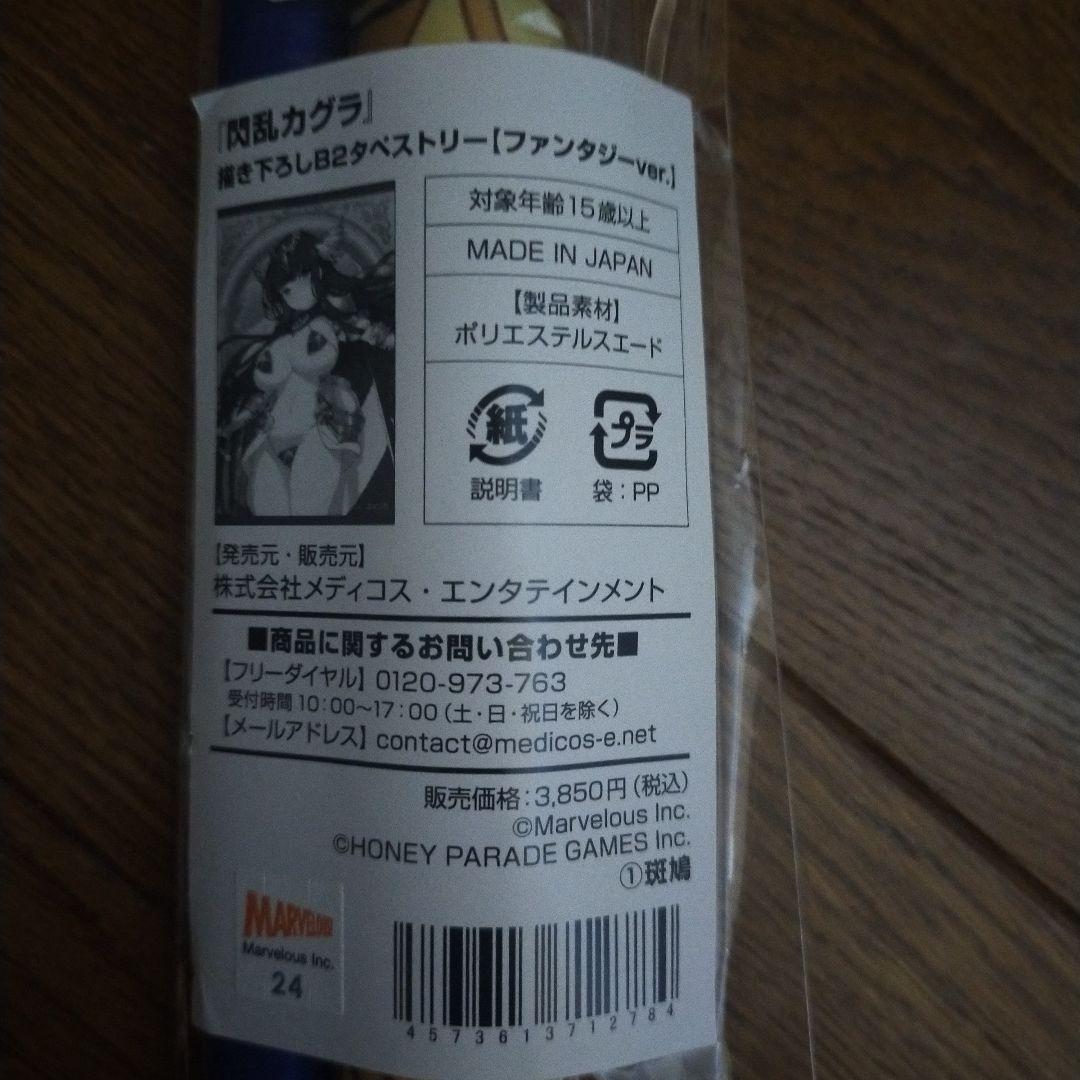 『閃乱カグラ』
描き下ろしB2タペストリー【ファンタジーver.】
対象年齢15歳以上
MADE IN JAPAN
【製品素材】
ポリエステルスエード
紙
プラ
説明書
袋：PP
【発売元・販売元】
株式会社メディコス・エンタテインメント
■商品に関するお問い合わせ先■
【フリーダイヤル】0120-973-763
受付時間10：00～17：00（土・日・祝日を除く）
【メールアドレス】contact@medicos-e.net
販売価格：3,850円（税込）
©Marvelous Inc.
©HONEY PARADE GAMES Inc.
①斑鳩
MARVELOUS
Marvelous Inc.
24
4573613712784